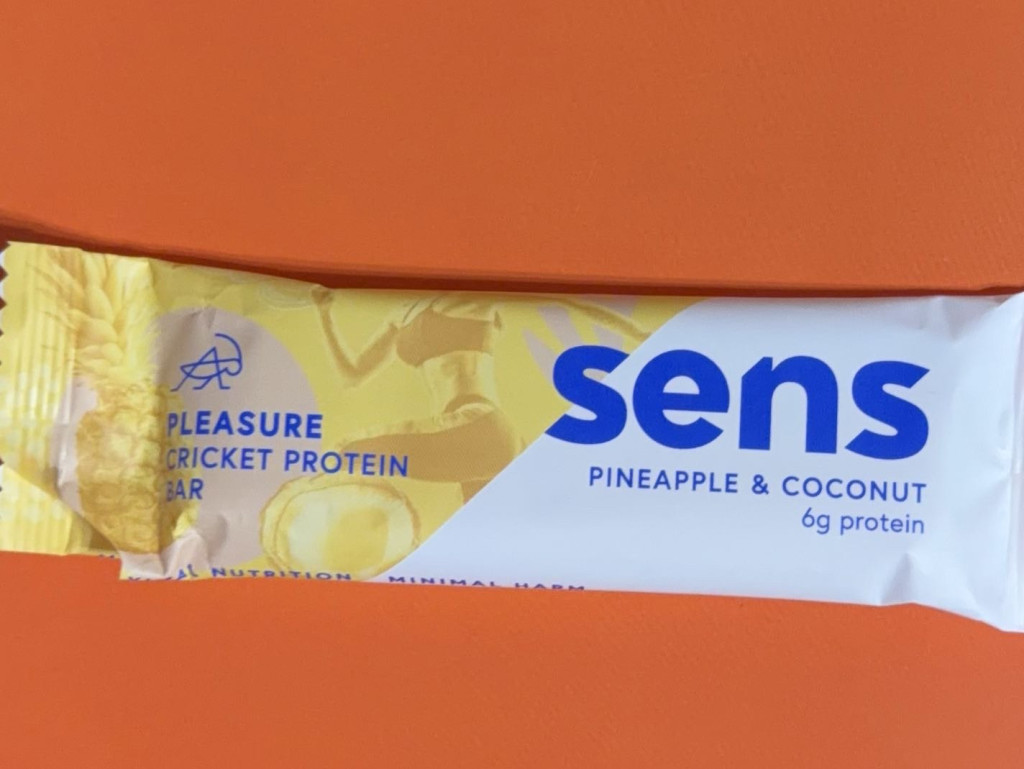 PLEASURE
CRICKET PROTEIN
BAR
sens
PINEAPPLE & COCONUT
6g protein
NUTRITION MINIMAL HARM